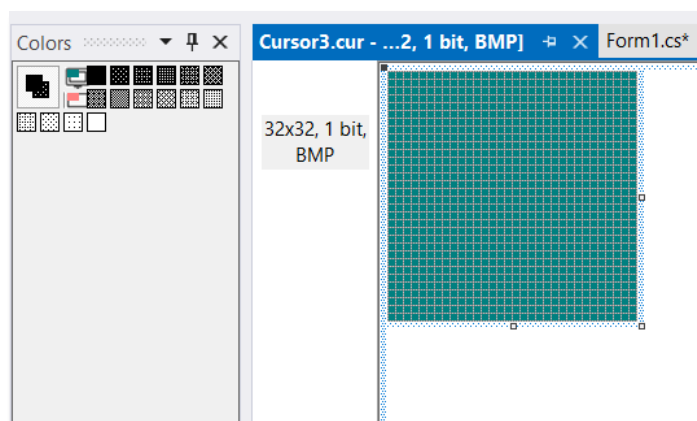 Colors
Cursor3.cur - ...2, 1 bit, BMP]
Form1.cs*
32x32, 1 bit,
BMP